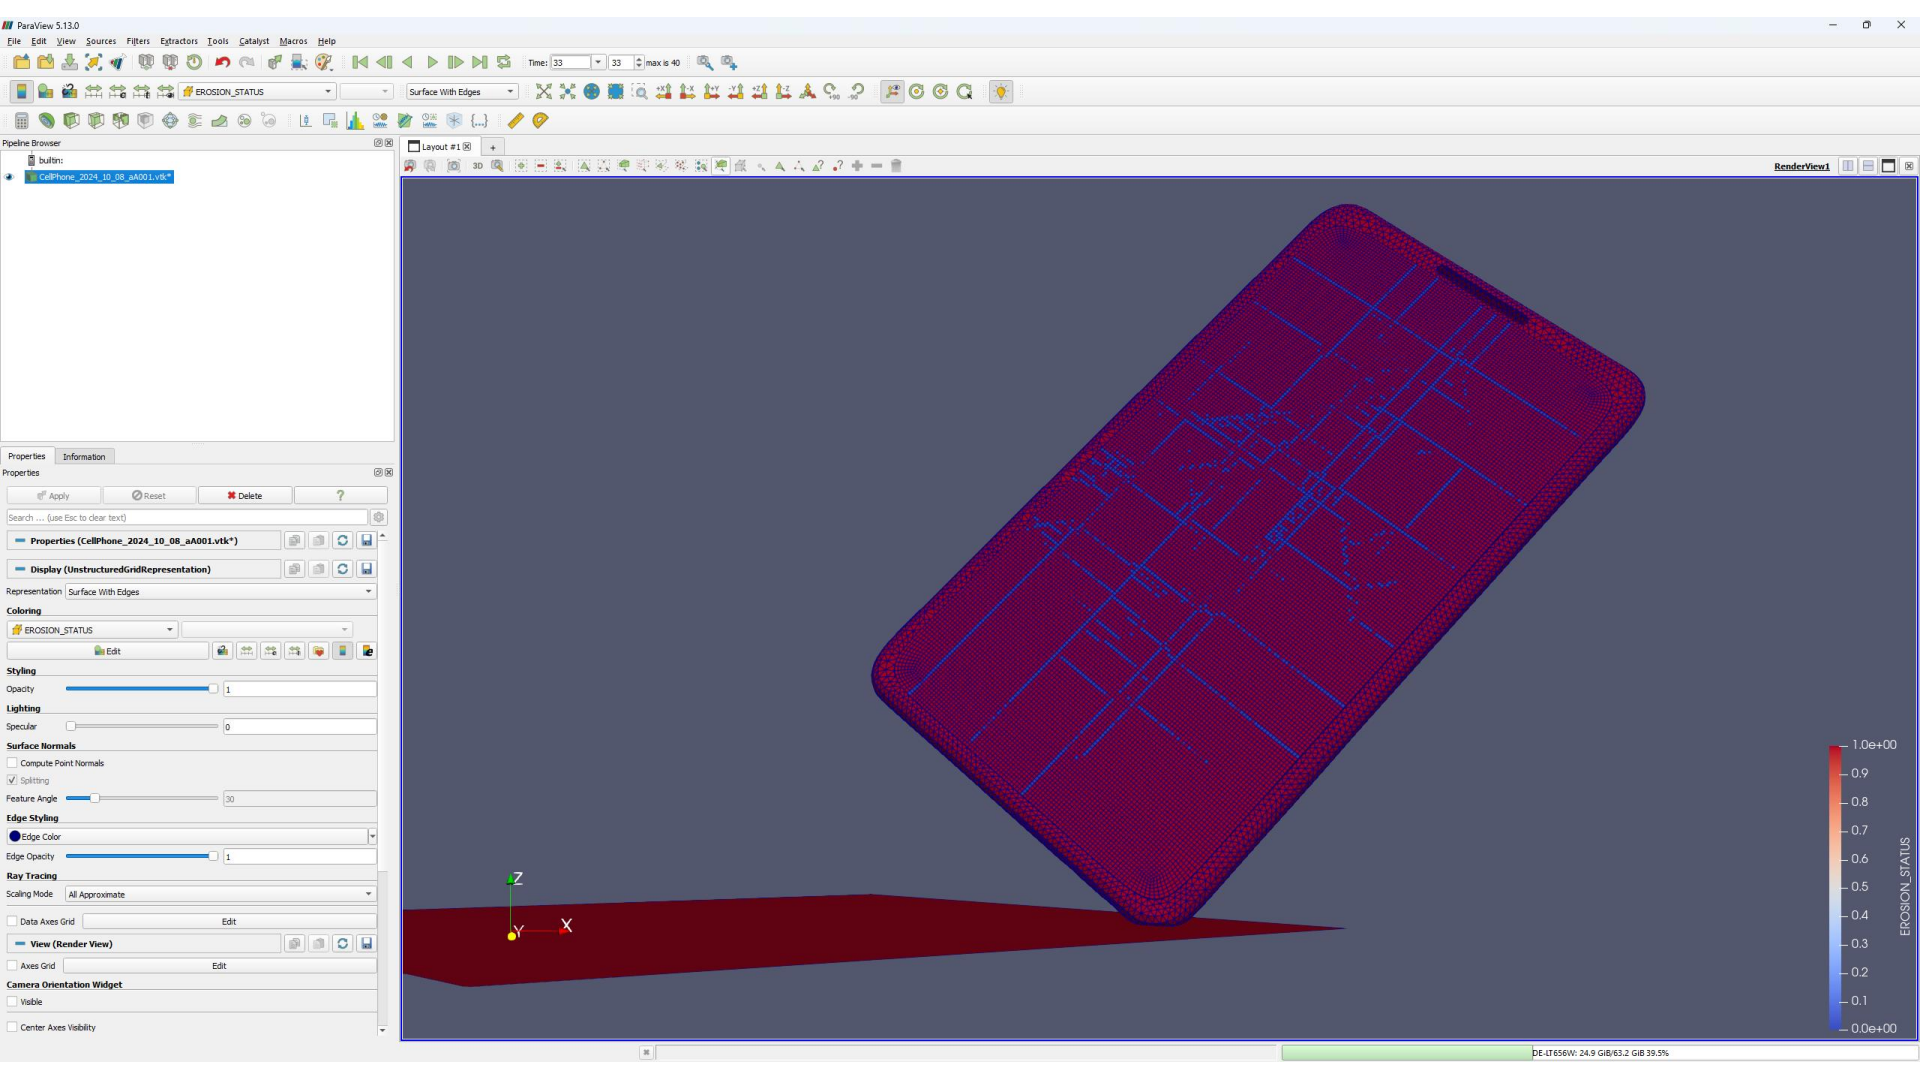 ParaView 5.13.0
File Edit View Sources Filters Extractors Tools Catalyst Macros Help
Time: 33 33 max is 40
EROSION_STATUS Surface With Edges +X -X +Y -Y +Z -Z +90 -90
Pipeline Browser
Layout #1 +
builtin:
3D
RenderView1
CellPhone_2024_10_08_aA001.vtk*
Properties Information
Properties
Apply Reset Delete ?
Search ... (use Esc to clear text)
Properties (CellPhone_2024_10_08_aA001.vtk*)
Display (UnstructuredGridRepresentation)
Representation Surface With Edges
Coloring
EROSION_STATUS
Edit
Styling
Opacity 1
Lighting
Specular 0
Surface Normals
Compute Point Normals
Splitting
Feature Angle 30
Edge Styling
Edge Color
Edge Opacity 1
Ray Tracing
Scaling Mode All Approximate
Data Axes Grid Edit
View (Render View)
Axes Grid Edit
Camera Orientation Widget
Visible
Center Axes Visibility
Z
Y X
1.0e+00
0.9
0.8
0.7
0.6
0.5
0.4
0.3
0.2
0.1
0.0e+00
EROSION_STATUS
DE-LT656W: 24.9 GiB/63.2 GiB 39.5%